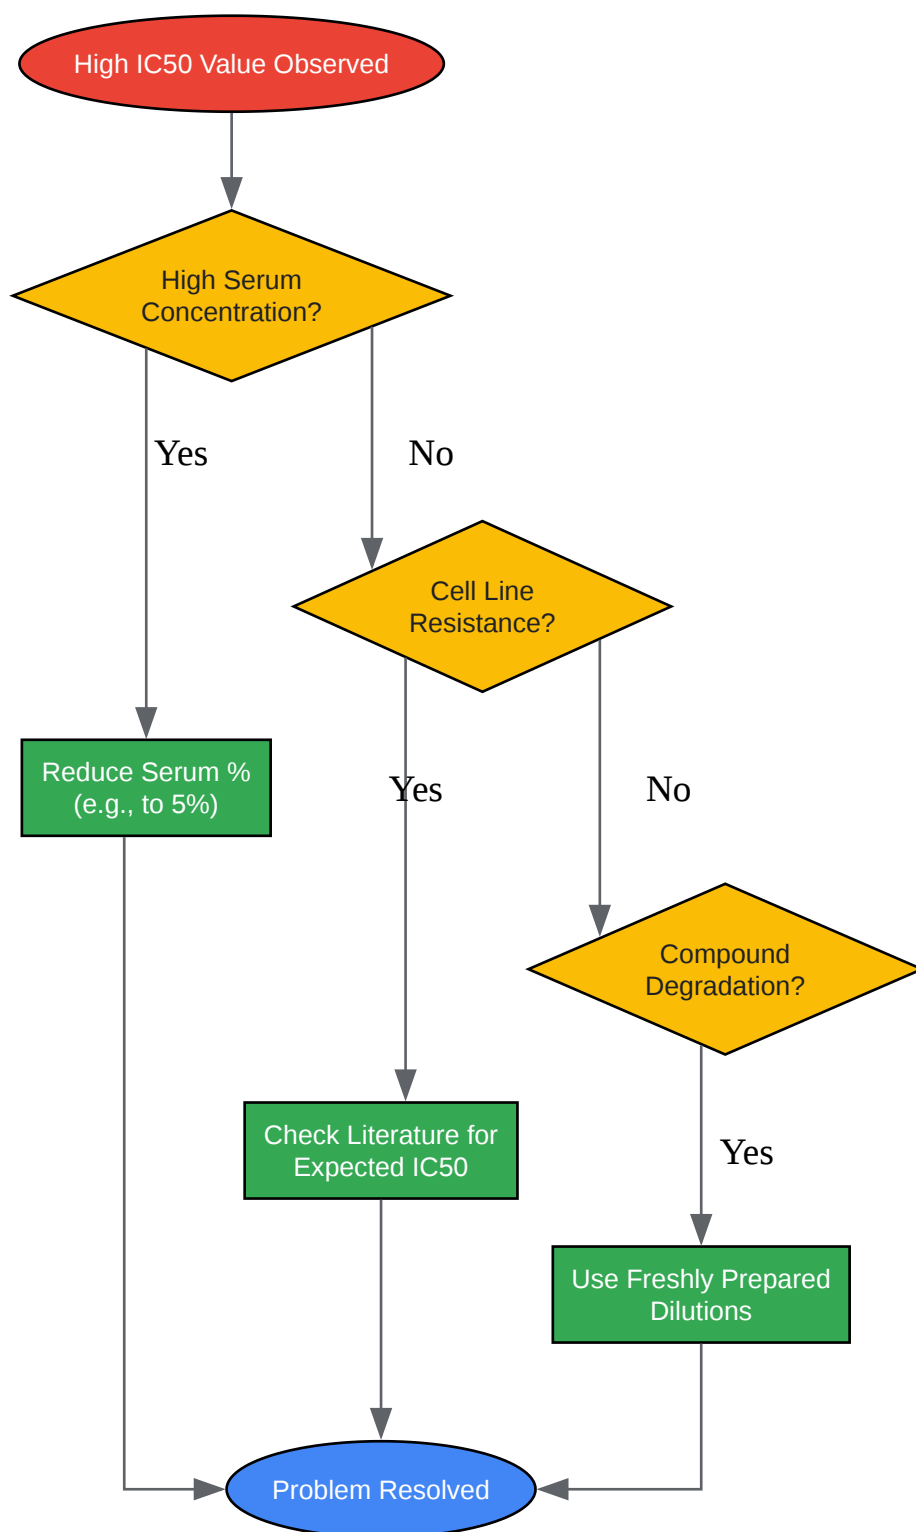 High IC50 Value Observed
High Serum
Concentration?
Yes
No
Cell Line
Resistance?
Reduce Serum %
(e.g., to 5%)
Yes
No
Compound
Degradation?
Check Literature for
Expected IC50
Yes
Use Freshly Prepared
Dilutions
Problem Resolved